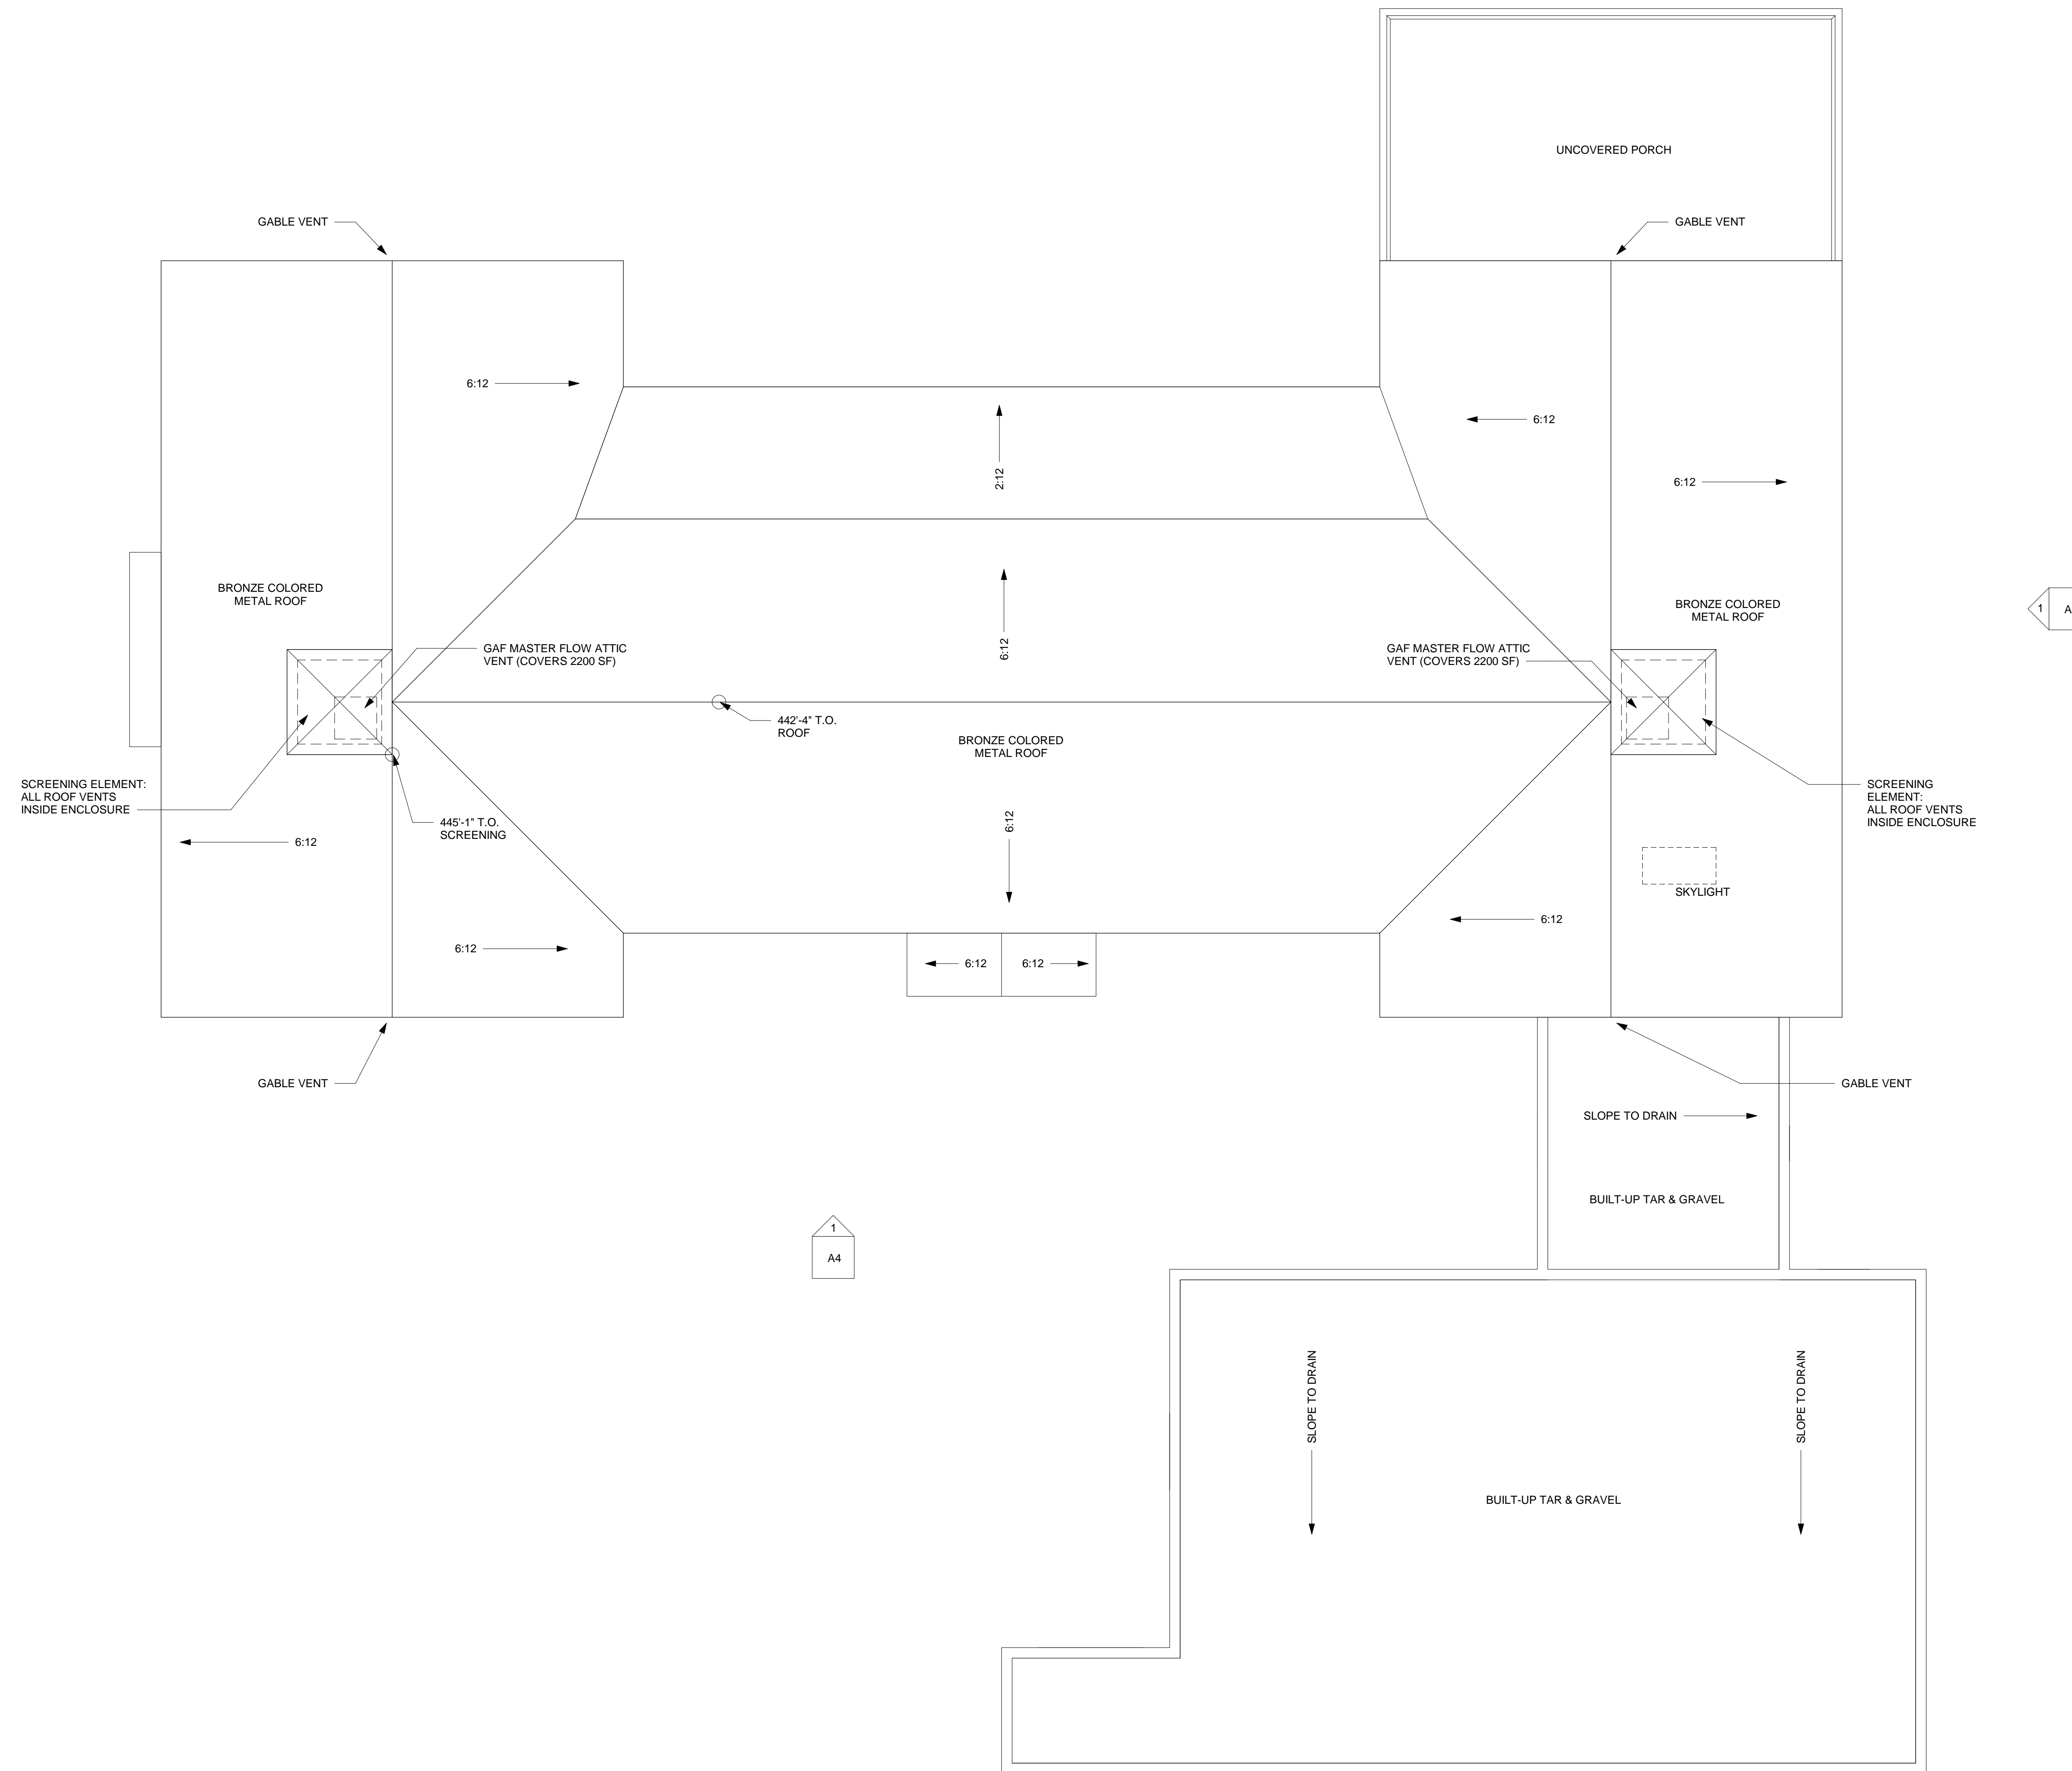 UNCOVERED PORCH
GABLE VENT
GABLE VENT
6:12
6:12
2:12
6:12
BRONZE COLORED
METAL ROOF
BRONZE COLORED
METAL ROOF
1
A
6:12
GAF MASTER FLOW ATTIC
VENT (COVERS 2200 SF)
GAF MASTER FLOW ATTIC
VENT (COVERS 2200 SF)
442'-4" T.O.
ROOF
BRONZE COLORED
METAL ROOF
SCREENING ELEMENT:
ALL ROOF VENTS
INSIDE ENCLOSURE
SCREENING
ELEMENT:
ALL ROOF VENTS
INSIDE ENCLOSURE
445'-1" T.O.
SCREENING
6:12
6:12
SKYLIGHT
6:12
6:12
6:12
6:12
GABLE VENT
GABLE VENT
SLOPE TO DRAIN
BUILT-UP TAR & GRAVEL
1
A4
SLOPE TO DRAIN
SLOPE TO DRAIN
BUILT-UP TAR & GRAVEL